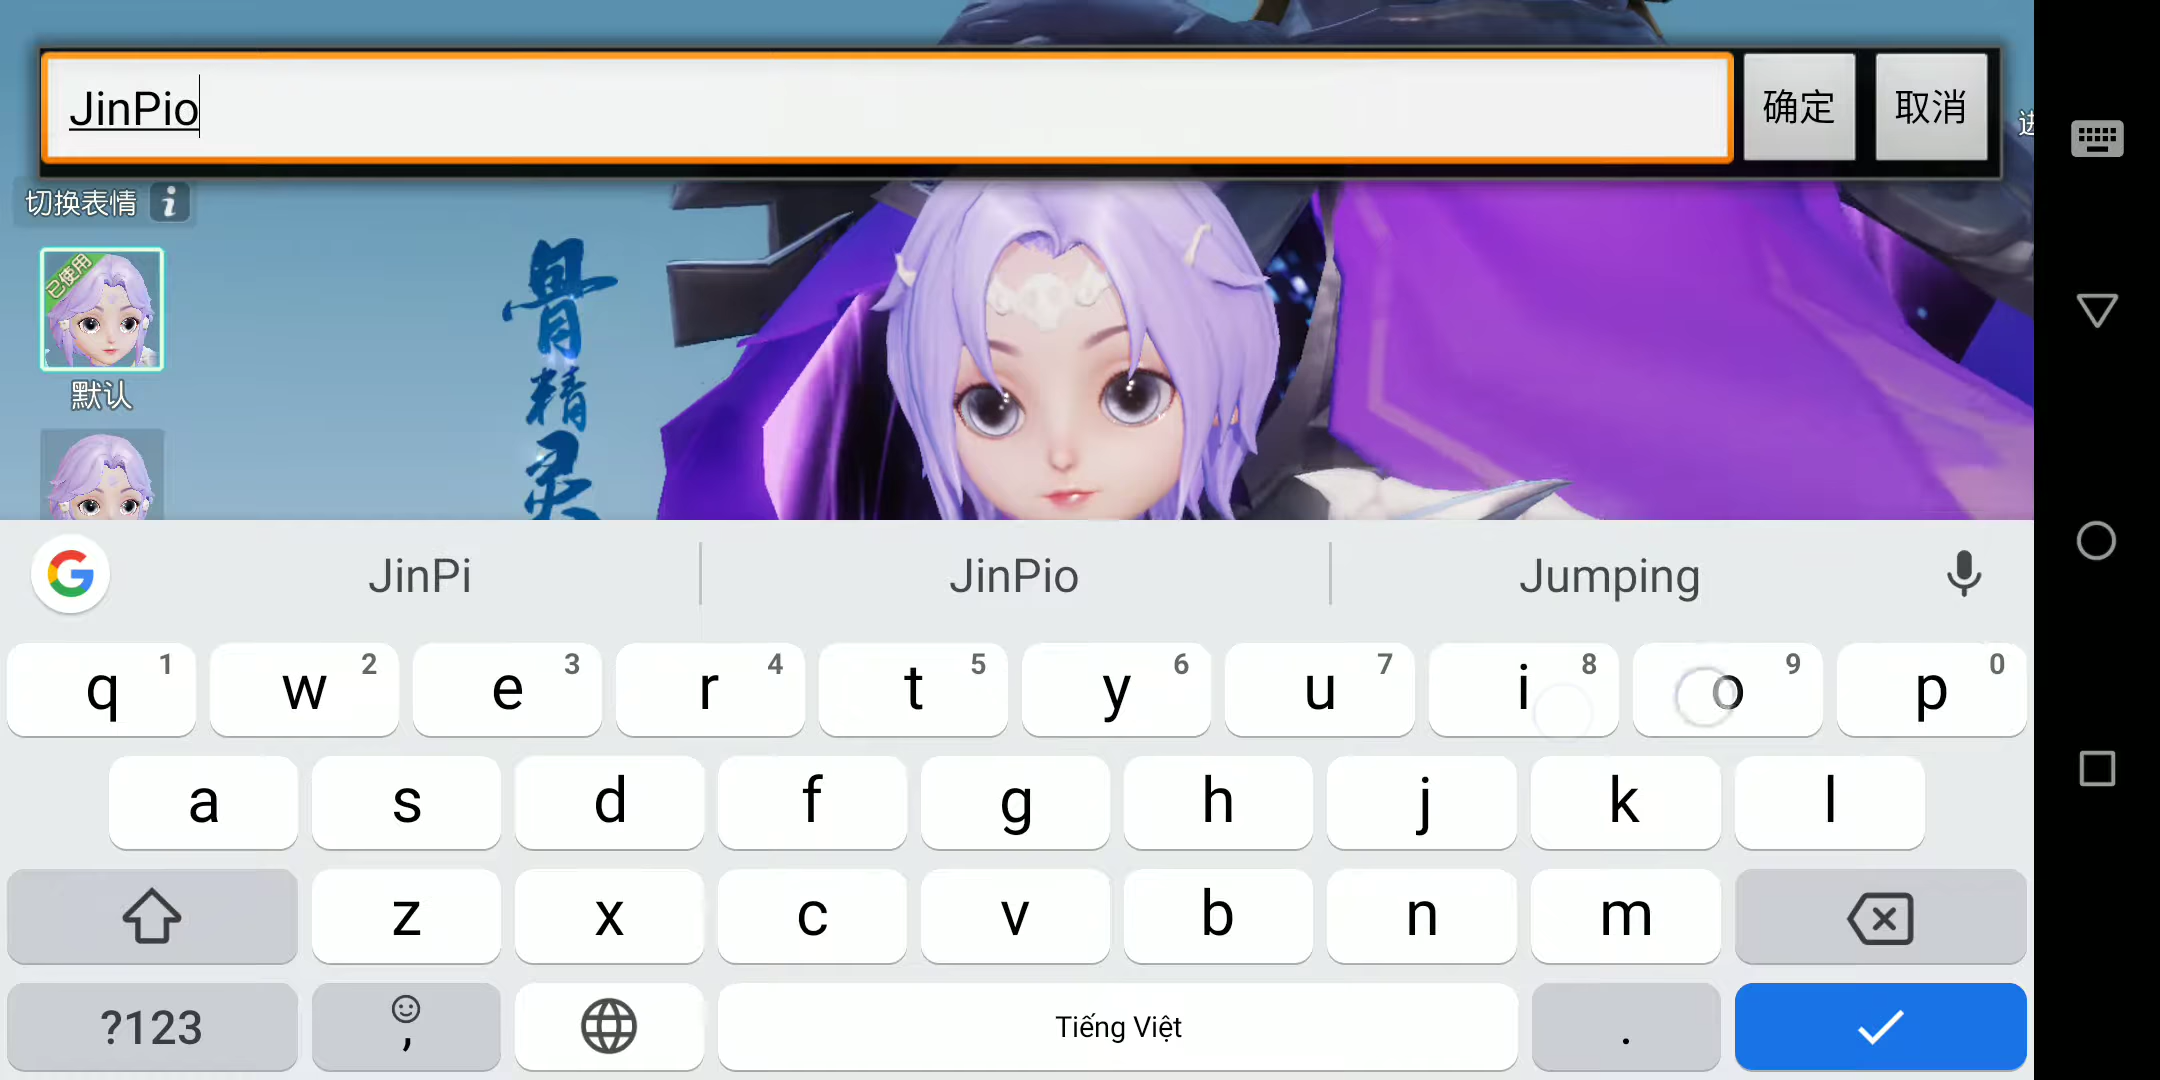 JinPio
确定
取消
切换表情
已使用
默认
骨精灵
JinPi
JinPio
Jumping
q 1 w 2 e 3 r 4 t 5 y 6 u 7 i 8 o 9 p 0
a s d f g h j k l
z x c v b n m
?123 , Tiếng Việt .